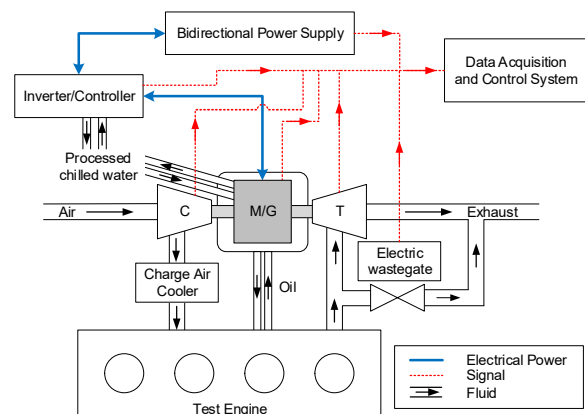 Bidirectional Power Supply
Data Acquisition
and Control System
Inverter/Controller
Processed
chilled water
Air
C
M/G
T
Exhaust
Charge Air
Cooler
Oil
Electric
wastegate
Test Engine
Electrical Power
Signal
Fluid